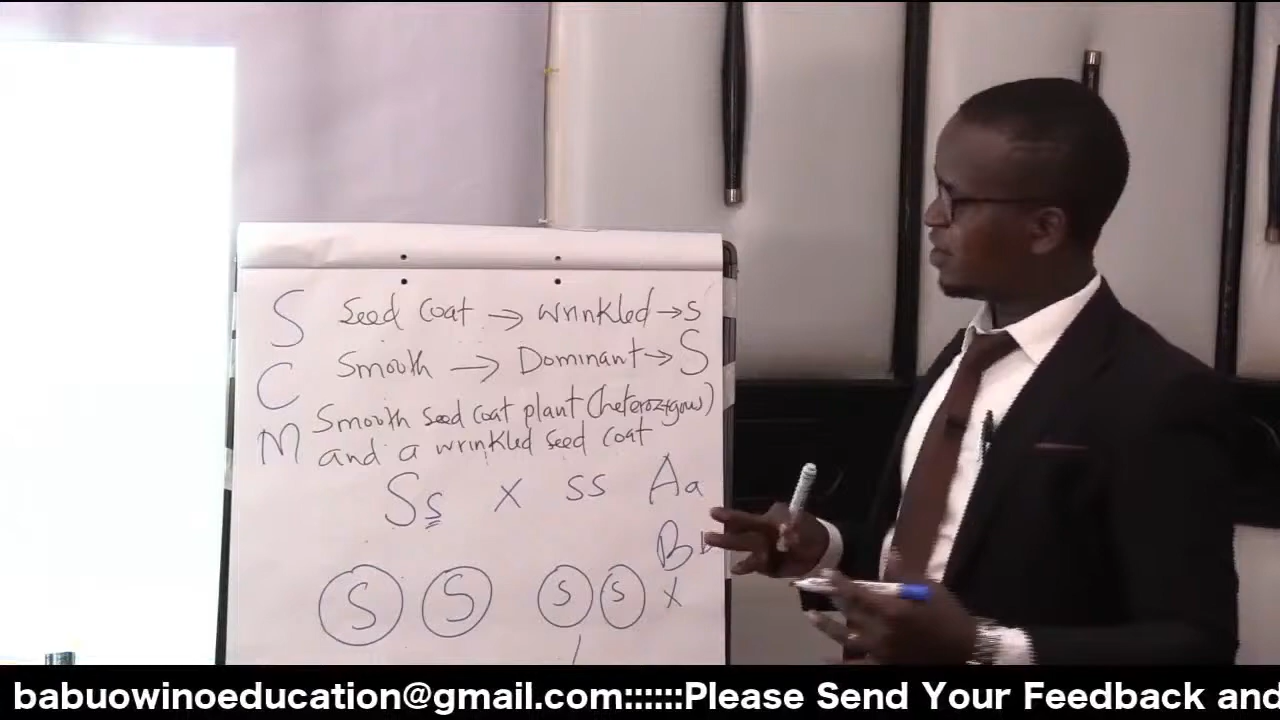 S seed coat → wrinkled → s
C Smooth → Dominant → S
Smooth seed coat plant (heterozygous)
M and a wrinkled seed coat
Ss x ss Aa
B
S S s s x
babuowinoeducation@gmail.com::::::Please Send Your Feedback and